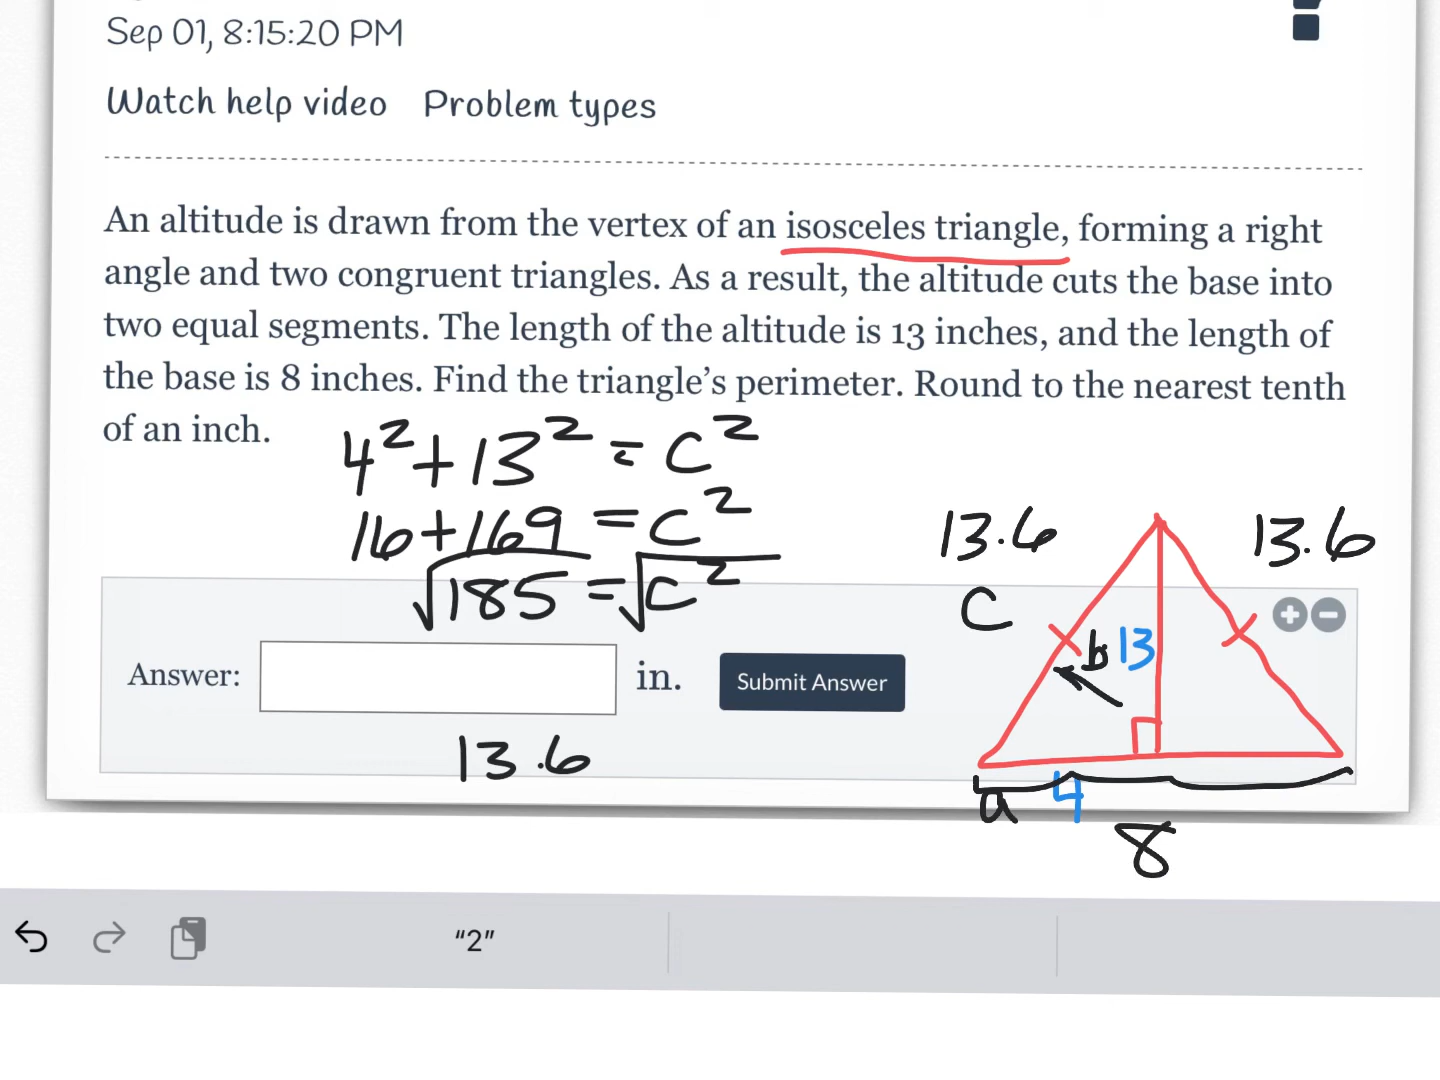 Sep 01, 8:15:20 PM
Watch help video Problem types
An altitude is drawn from the vertex of an isosceles triangle, forming a right
angle and two congruent triangles. As a result, the altitude cuts the base into
two equal segments. The length of the altitude is 13 inches, and the length of
the base is 8 inches. Find the triangle's perimeter. Round to the nearest tenth
of an inch.
4² + 13² = c²
16 + 169 = c²
√185 = √c²
13.6 13.6
C
b 13
Answer: in. Submit Answer
13.6
a 4
8
"2"